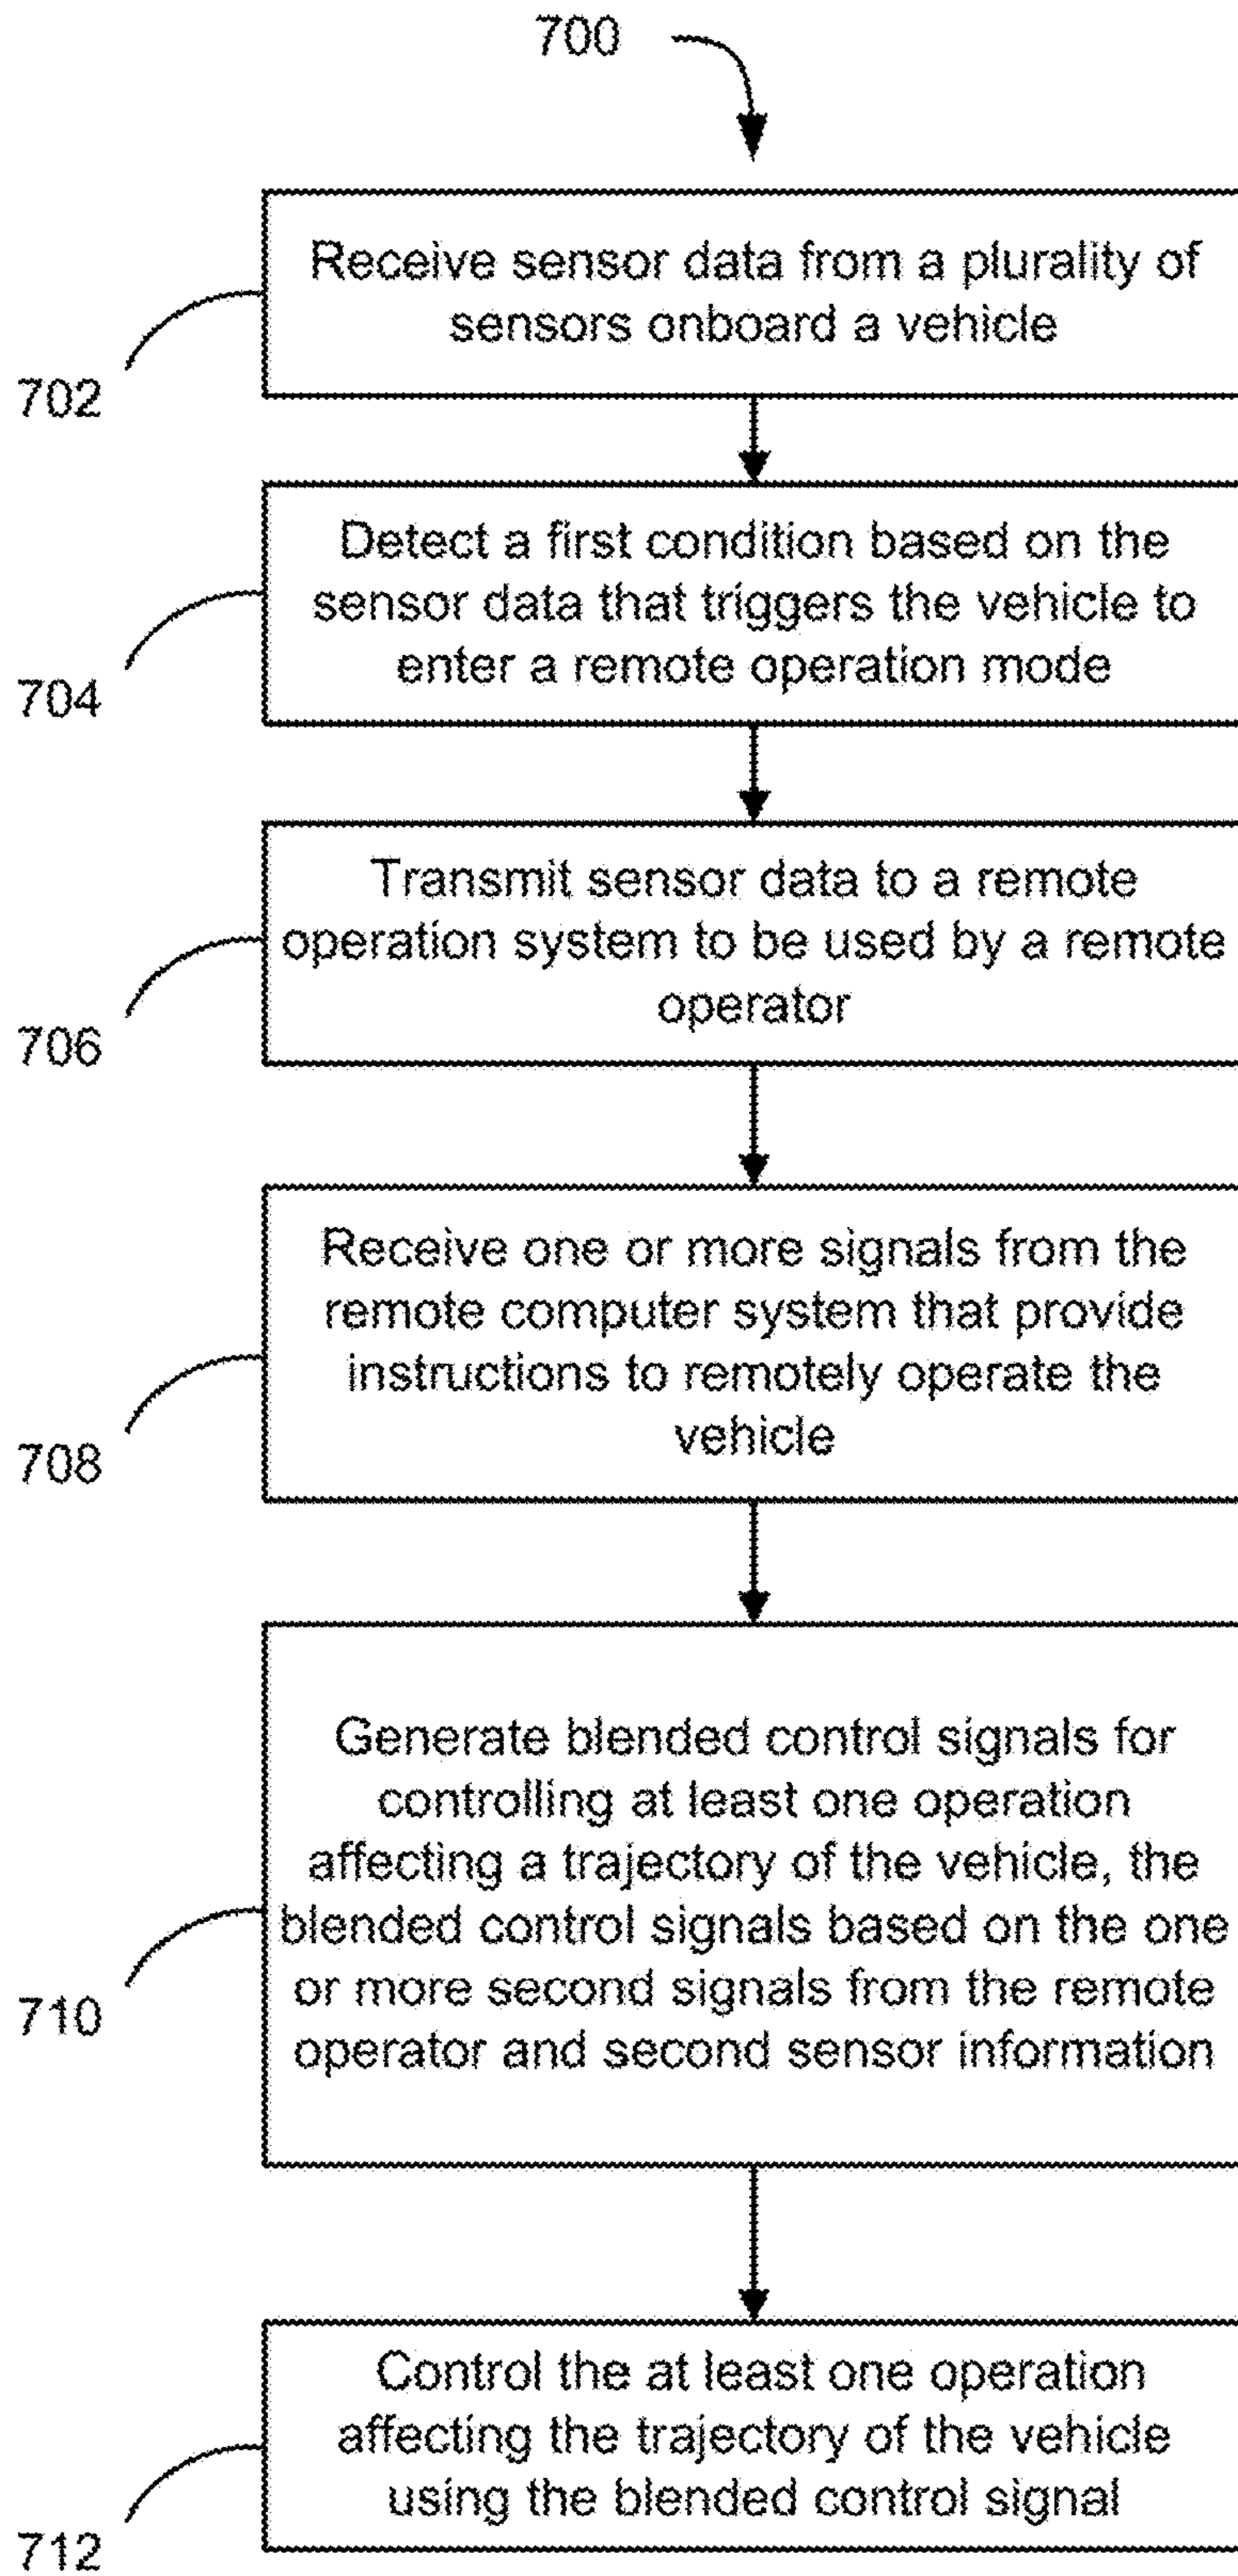 700
Receive sensor data from a plurality of
sensors onboard a vehicle
702
Detect a first condition based on the
sensor data that triggers the vehicle to
enter a remote operation mode
704
Transmit sensor data to a remote
operation system to be used by a remote
operator
706
Receive one or more signals from the
remote computer system that provide
instructions to remotely operate the
vehicle
708
Generate blended control signals for
controlling at least one operation
affecting a trajectory of the vehicle, the
blended control signals based on the one
or more second signals from the remote
operator and second sensor information
710
Control the at least one operation
affecting the trajectory of the vehicle
using the blended control signal
712